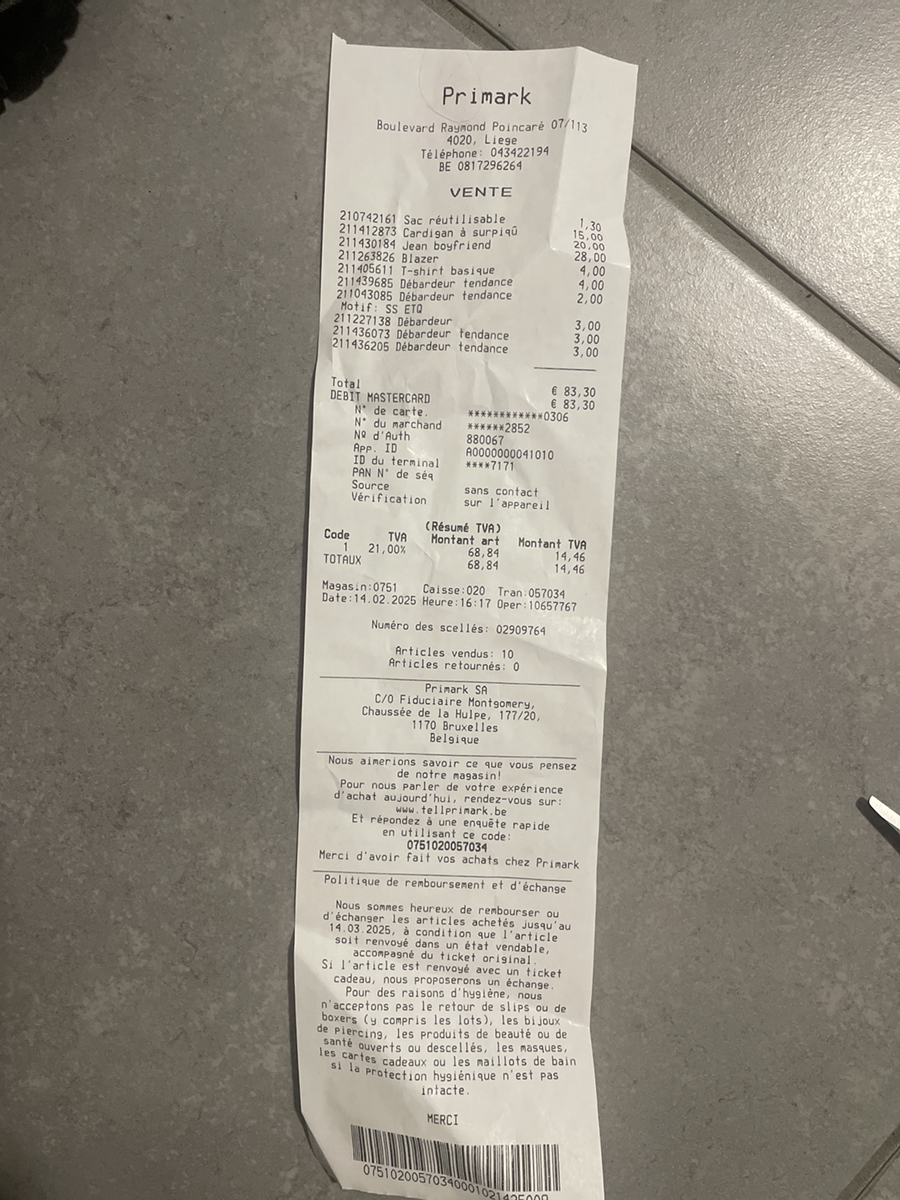 Primark
Boulevard Raymond Poincaré 07/113
4020, Liege
Téléphone: 043422194
BE 0817296264
VENTE
210742161 Sac réutilisable 1,30
211412873 Cardigan à surpiqû 15,00
211430184 Jean boyfriend 20,00
211263826 Blazer 28,00
211405611 T-shirt basique 4,00
211439685 Débardeur tendance 4,00
211043085 Débardeur tendance 2,00
Motif: SS ETQ
211227138 Débardeur 3,00
211436073 Débardeur tendance 3,00
211436205 Débardeur tendance 3,00
Total € 83,30
DEBIT MASTERCARD € 83,30
N° de carte. ************0306
N° du marchand ******2852
Nº d'Auth 880067
App. ID A0000000041010
ID du terminal ****7171
PAN N° de séq
Source sans contact
Vérification sur l'appareil
(Résumé TVA)
Code TVA Montant art Montant TVA
1 21,00% 68,84 14,46
TOTAUX 68,84 14,46
Magasin:0751 Caisse:020 Tran:057034
Date:14.02.2025 Heure:16:17 Oper:10657767
Numéro des scellés: 02909764
Articles vendus: 10
Articles retournés: 0
Primark SA
C/O Fiduciaire Montgomery,
Chaussée de la Hulpe, 177/20,
1170 Bruxelles
Belgique
Nous aimerions savoir ce que vous pensez
de notre magasin!
Pour nous parler de votre expérience
d'achat aujourd'hui, rendez-vous sur:
www.tellprimark.be
Et répondez à une enquête rapide
en utilisant ce code:
0751020057034
Merci d'avoir fait vos achats chez Primark
Politique de remboursement et d'échange
Nous sommes heureux de rembourser ou
d'échanger les articles achetés jusqu'au
14.03.2025, à condition que l'article
soit renvoyé dans un état vendable,
accompagné du ticket original.
Si l'article est renvoyé avec un ticket
cadeau, nous proposerons un échange.
Pour des raisons d'hygiène, nous
n'acceptons pas le retour de slips ou de
boxers (y compris les lots), les bijoux
de piercing, les produits de beauté ou de
santé ouverts ou descellés, les masques,
les cartes cadeaux ou les maillots de bain
si la protection hygiénique n'est pas
intacte.
MERCI